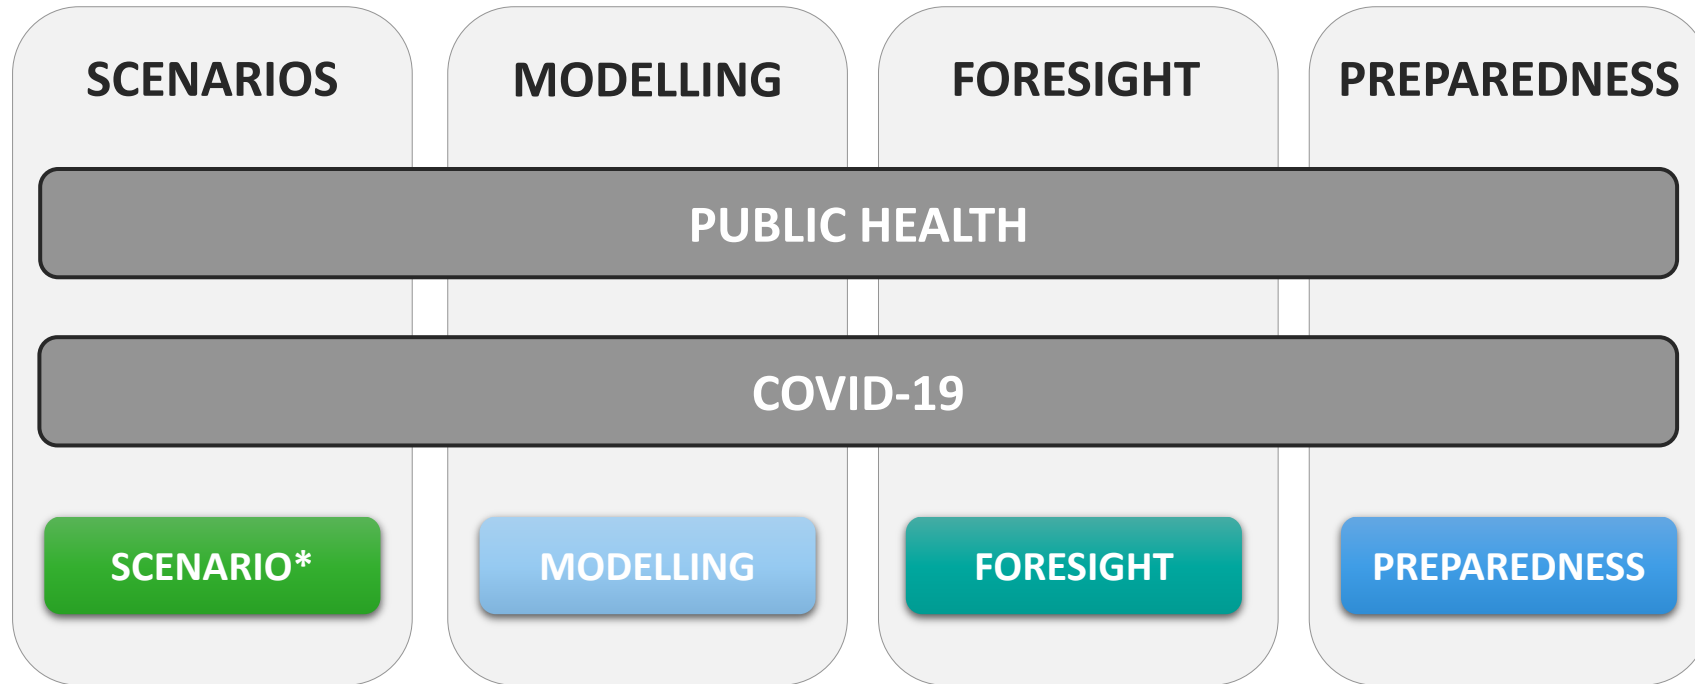 SCENARIOS
MODELLING
FORESIGHT
PREPAREDNESS
PUBLIC HEALTH
COVID-19
SCENARIO*
MODELLING
FORESIGHT
PREPAREDNESS